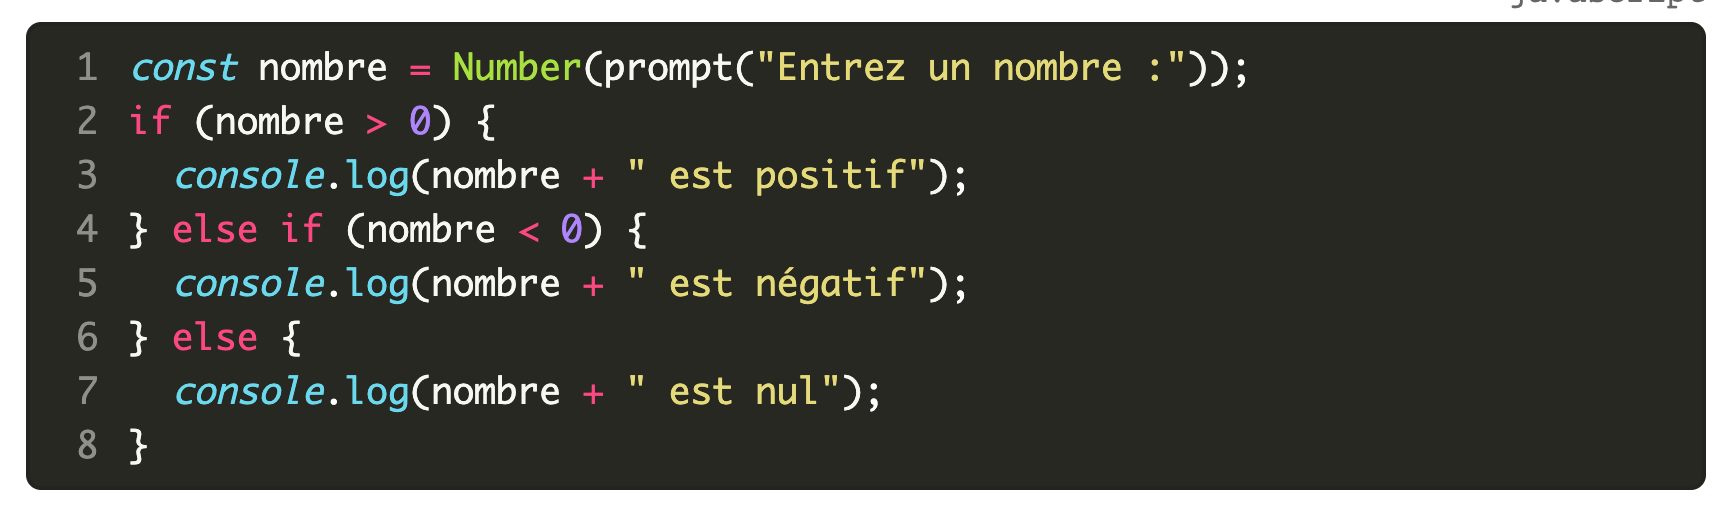 1 const nombre = Number(prompt("Entrez un nombre :"));
2 if (nombre > 0) {
3   console.log(nombre + " est positif");
4 } else if (nombre < 0) {
5   console.log(nombre + " est négatif");
6 } else {
7   console.log(nombre + " est nul");
8 }